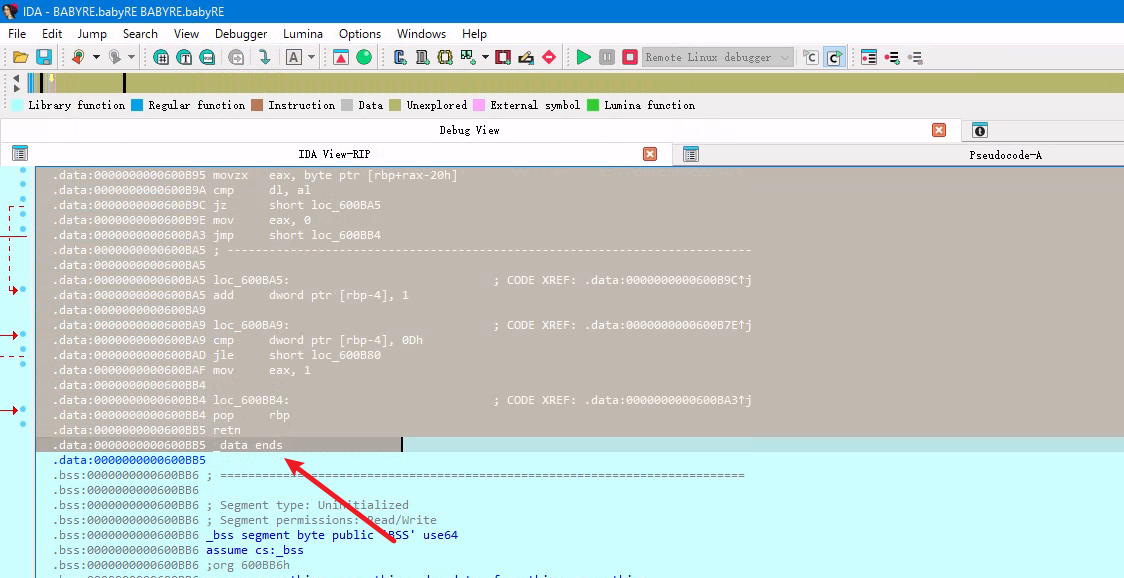 IDA - BABYRE.babyRE BABYRE.babyRE
File Edit Jump Search View Debugger Lumina Options Windows Help
Remote Linux debugger
Library function Regular function Instruction Data Unexplored External symbol Lumina function
Debug View
IDA View-RIP Pseudocode-A
.data:0000000000600B95 movzx eax, byte ptr [rbp+rax-20h]
.data:0000000000600B9A cmp dl, al
.data:0000000000600B9C jz short loc_600BA5
.data:0000000000600B9E mov eax, 0
.data:0000000000600BA3 jmp short loc_600BB4
.data:0000000000600BA5 ; ---------------------------------------------------------------------------
.data:0000000000600BA5
.data:0000000000600BA5 loc_600BA5: ; CODE XREF: .data:0000000000600B9C↑j
.data:0000000000600BA5 add dword ptr [rbp-4], 1
.data:0000000000600BA9
.data:0000000000600BA9 loc_600BA9: ; CODE XREF: .data:0000000000600B7E↑j
.data:0000000000600BA9 cmp dword ptr [rbp-4], 0Dh
.data:0000000000600BAD jle short loc_600B80
.data:0000000000600BAF mov eax, 1
.data:0000000000600BB4
.data:0000000000600BB4 loc_600BB4: ; CODE XREF: .data:0000000000600BA3↑j
.data:0000000000600BB4 pop rbp
.data:0000000000600BB5 retn
.data:0000000000600BB5 _data ends
.data:0000000000600BB5
.bss:0000000000600BB6 ; ===========================================================================
.bss:0000000000600BB6
.bss:0000000000600BB6 ; Segment type: Uninitialized
.bss:0000000000600BB6 ; Segment permissions: Read/Write
.bss:0000000000600BB6 _bss segment byte public 'BSS' use64
.bss:0000000000600BB6 assume cs:_bss
.bss:0000000000600BB6 ;org 600BB6h